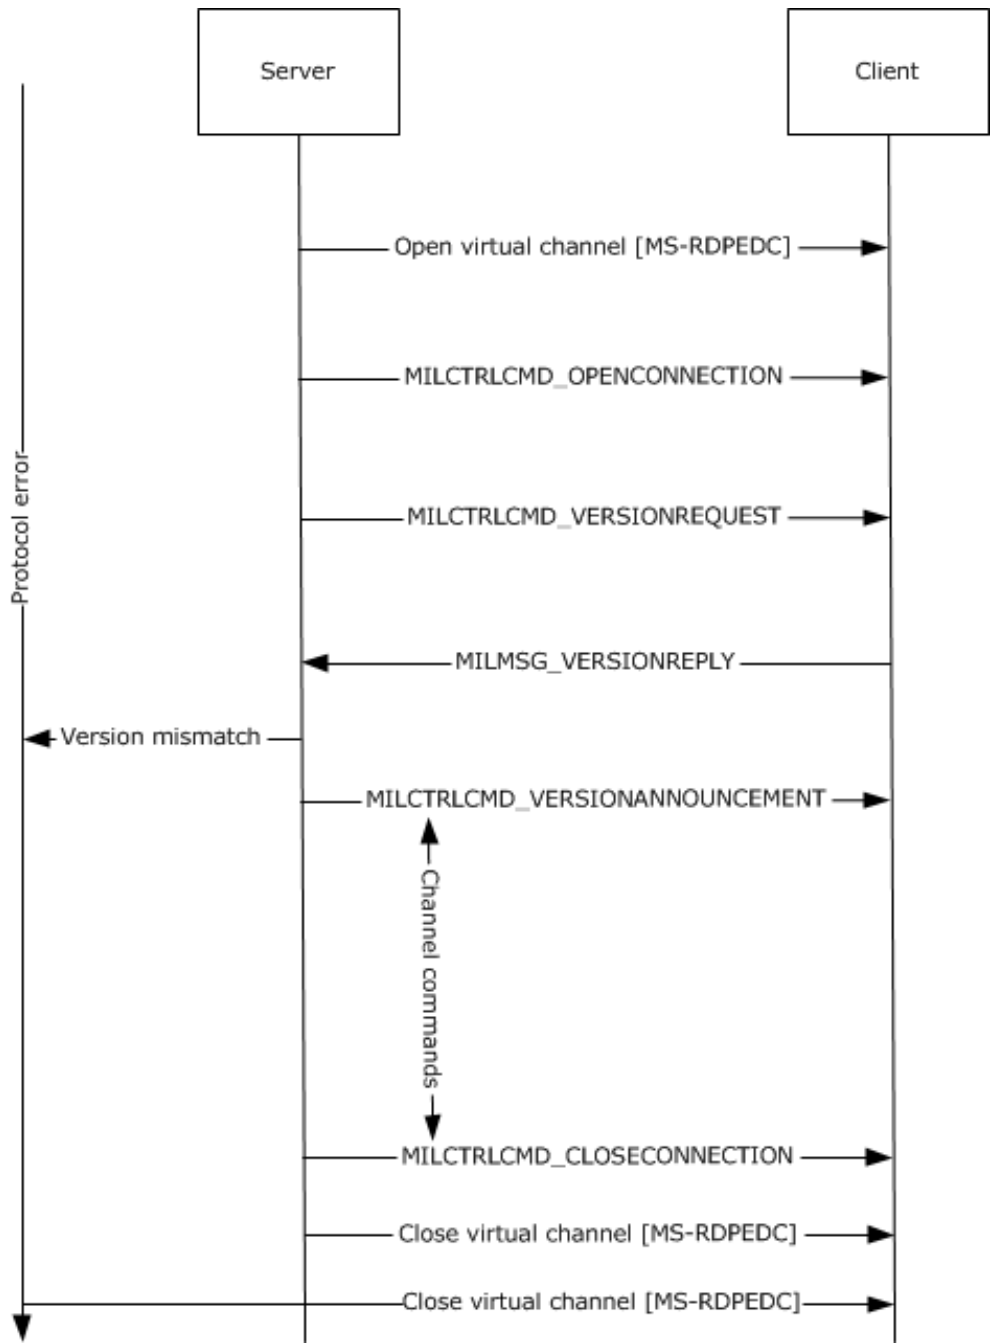 Server
Client
Open virtual channel [MS-RDPEDC]
MILCTRLCMD_OPENCONNECTION
Protocol error
MILCTRLCMD_VERSIONREQUEST
MILMSG_VERSIONREPLY
Version mismatch
MILCTRLCMD_VERSIONANNOUNCEMENT
Channel commands
MILCTRLCMD_CLOSECONNECTION
Close virtual channel [MS-RDPEDC]
Close virtual channel [MS-RDPEDC]